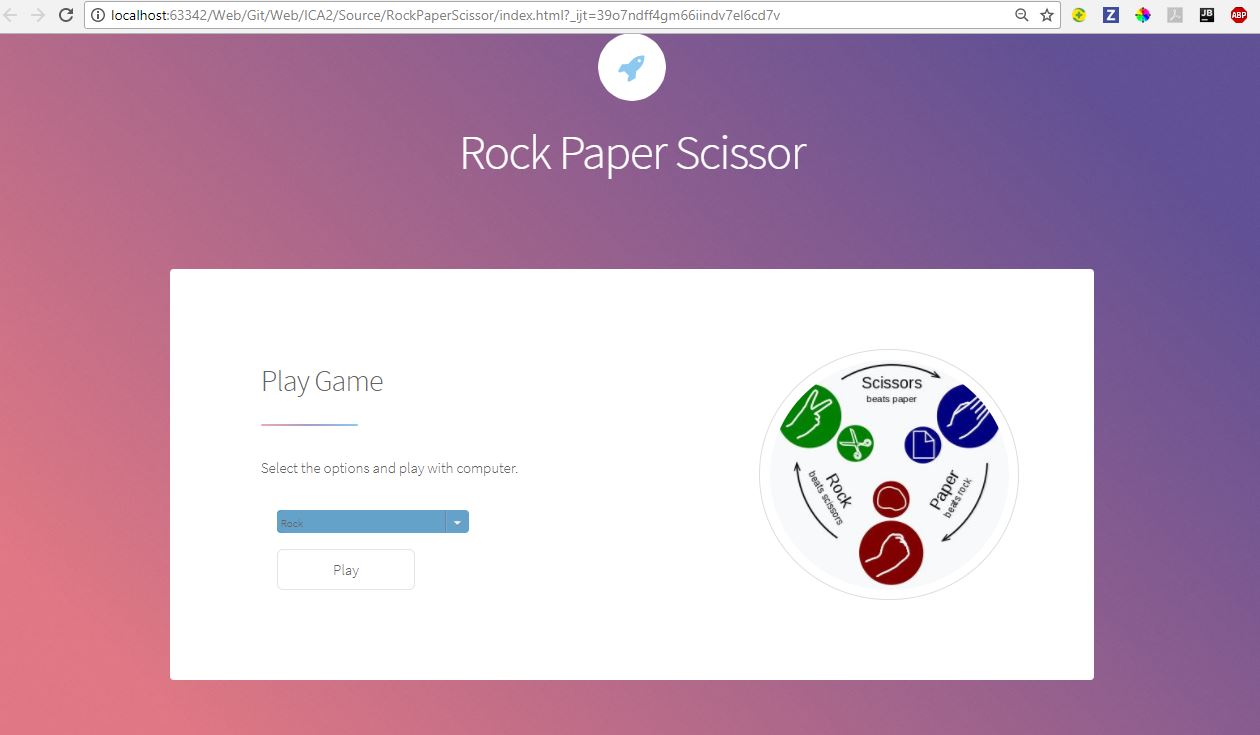 localhost:63342/Web/Git/Web/ICA2/Source/RockPaperScissor/index.html?_ijt=39o7ndff4gm66iindv7el6cd7v
Z
JB
ABP
Rock Paper Scissor
Play Game
Select the options and play with computer.
Rock
Play
Scissors
beats paper
Rock
beats scissors
Paper
beats rock